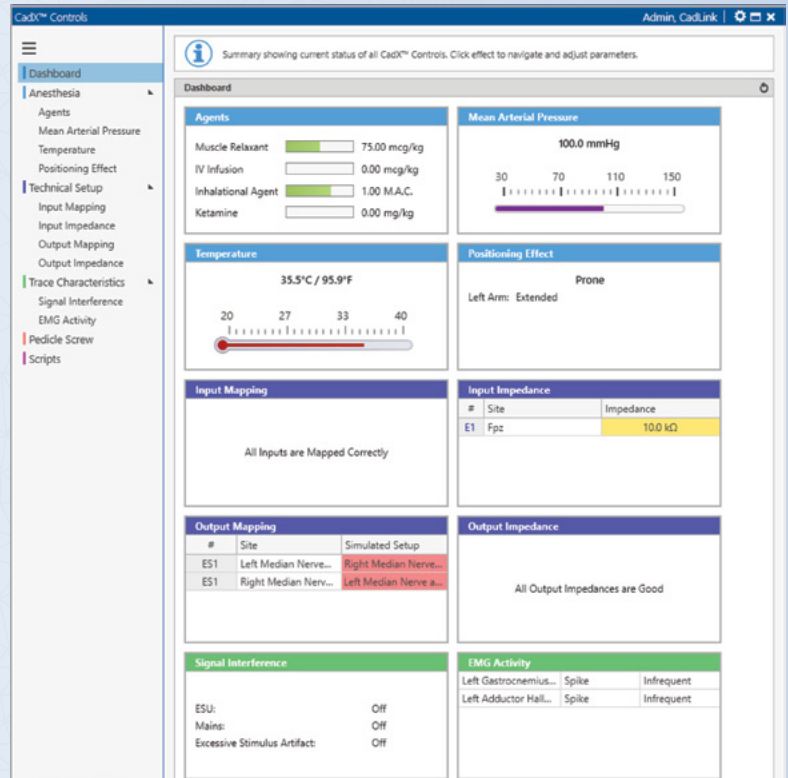 CadX™ Controls
Admin, CadLink
Summary showing current status of all CadX™ Controls. Click effect to navigate and adjust parameters.
Dashboard
Anesthesia
Agents
Mean Arterial Pressure
Temperature
Positioning Effect
Technical Setup
Input Mapping
Input Impedance
Output Mapping
Output Impedance
Trace Characteristics
Signal Interference
EMG Activity
Pedicle Screw
Scripts
Dashboard
Agents
Muscle Relaxant 75.00 mcg/kg
IV Infusion 0.00 mcg/kg
Inhalational Agent 1.00 M.A.C.
Ketamine 0.00 mg/kg
Mean Arterial Pressure
100.0 mmHg
30 70 110 150
Temperature
35.5°C / 95.9°F
20 27 33 40
Positioning Effect
Prone
Left Arm: Extended
Input Mapping
All Inputs are Mapped Correctly
Input Impedance
# Site Impedance
E1 Fpz 10.0 kΩ
Output Mapping
# Site Simulated Setup
ES1 Left Median Nerve... Right Median Nerve...
ES1 Right Median Nerv... Left Median Nerve a...
Output Impedance
All Output Impedances are Good
Signal Interference
ESU: Off
Mains: Off
Excessive Stimulus Artifact: Off
EMG Activity
Left Gastrocnemius... Spike Infrequent
Left Adductor Hall... Spike Infrequent